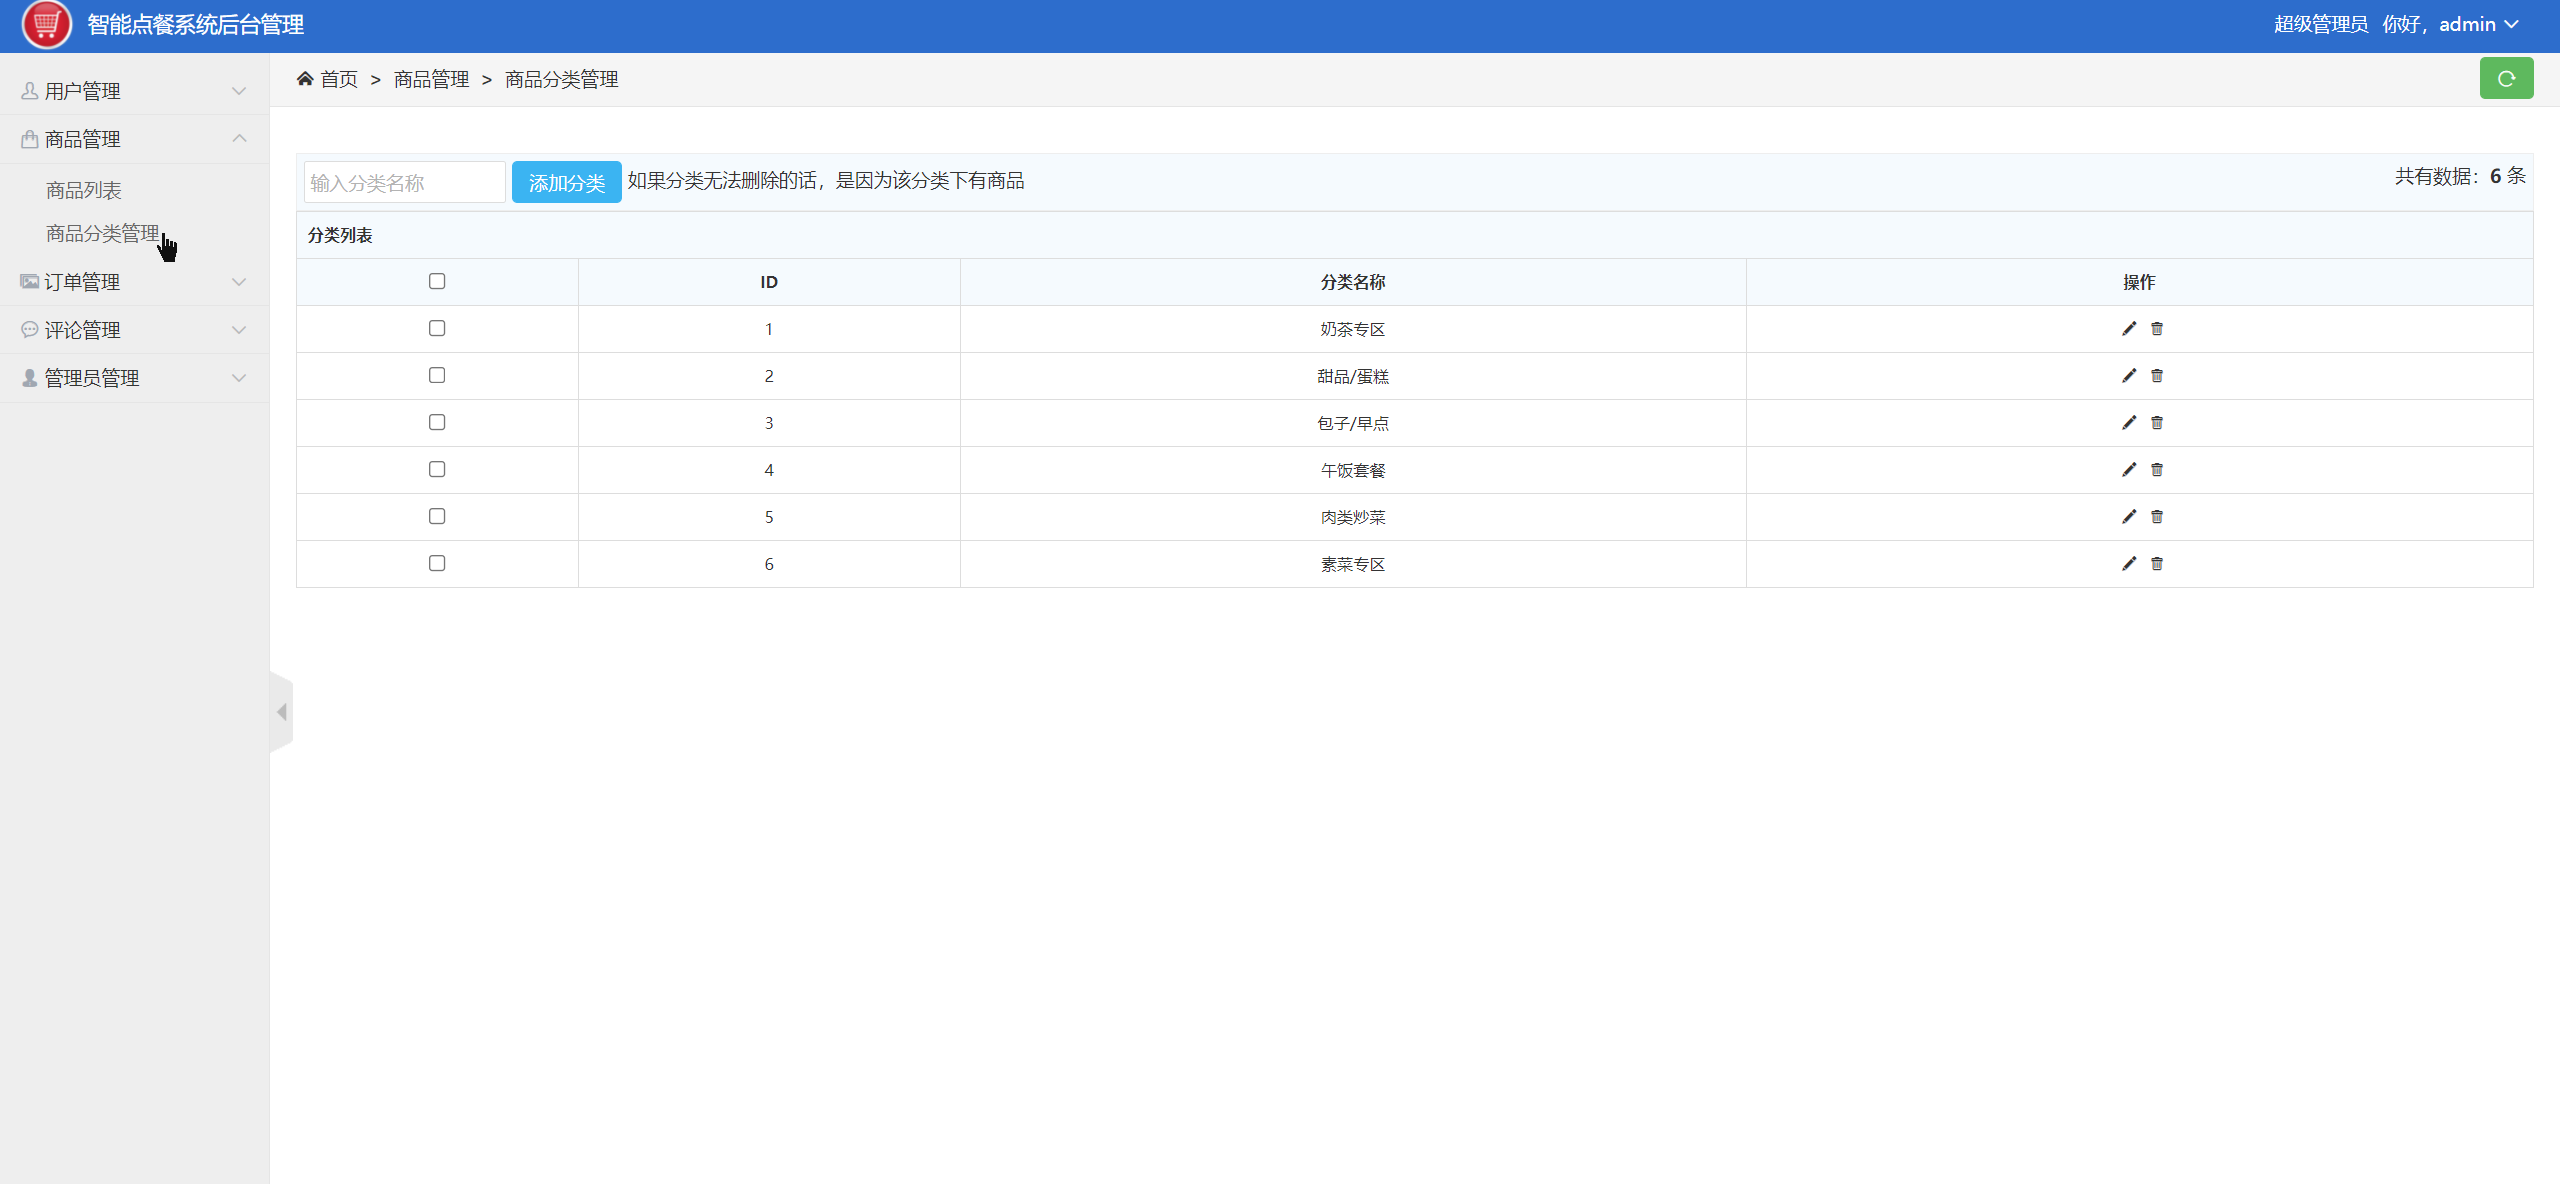 智能点餐系统后台管理
超级管理员 你好，admin
用户管理
商品管理
商品列表
商品分类管理
订单管理
评论管理
管理员管理
首页 > 商品管理 > 商品分类管理
输入分类名称 添加分类 如果分类无法删除的话，是因为该分类下有商品 共有数据：6 条
分类列表
ID 分类名称 操作
1 奶茶专区
2 甜品/蛋糕
3 包子/早点
4 午饭套餐
5 肉类炒菜
6 素菜专区